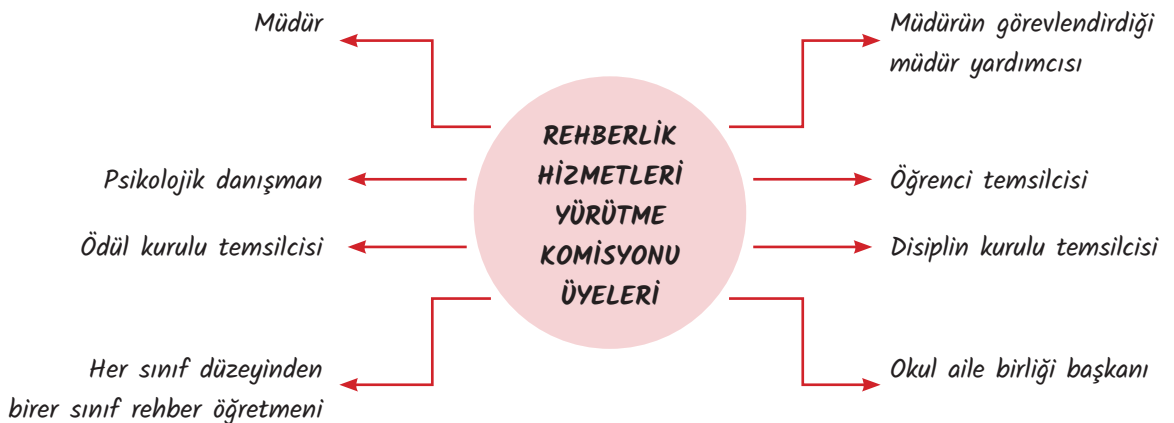 Müdür
Müdürün görevlendirdiği
müdür yardımcısı
REHBERLİK
HİZMETLERİ
YÜRÜTME
KOMİSYONU
ÜYELERİ
Psikolojik danışman
Öğrenci temsilcisi
Ödül kurulu temsilcisi
Disiplin kurulu temsilcisi
Her sınıf düzeyinden
birer sınıf rehber öğretmeni
Okul aile birliği başkanı